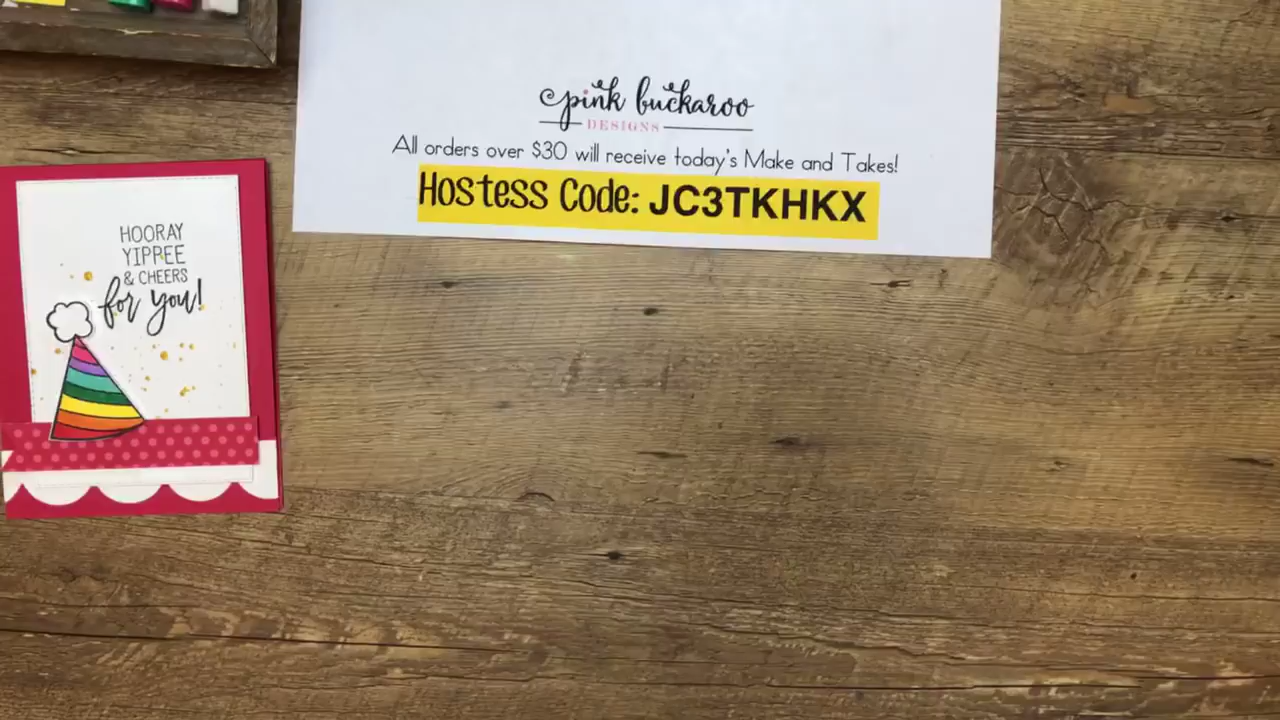 pink buckaroo
DESIGNS
All orders over $30 will receive today's Make and Takes!
Hostess Code: JC3TKHKX
HOORAY
YIPPEE
& CHEERS
for you!